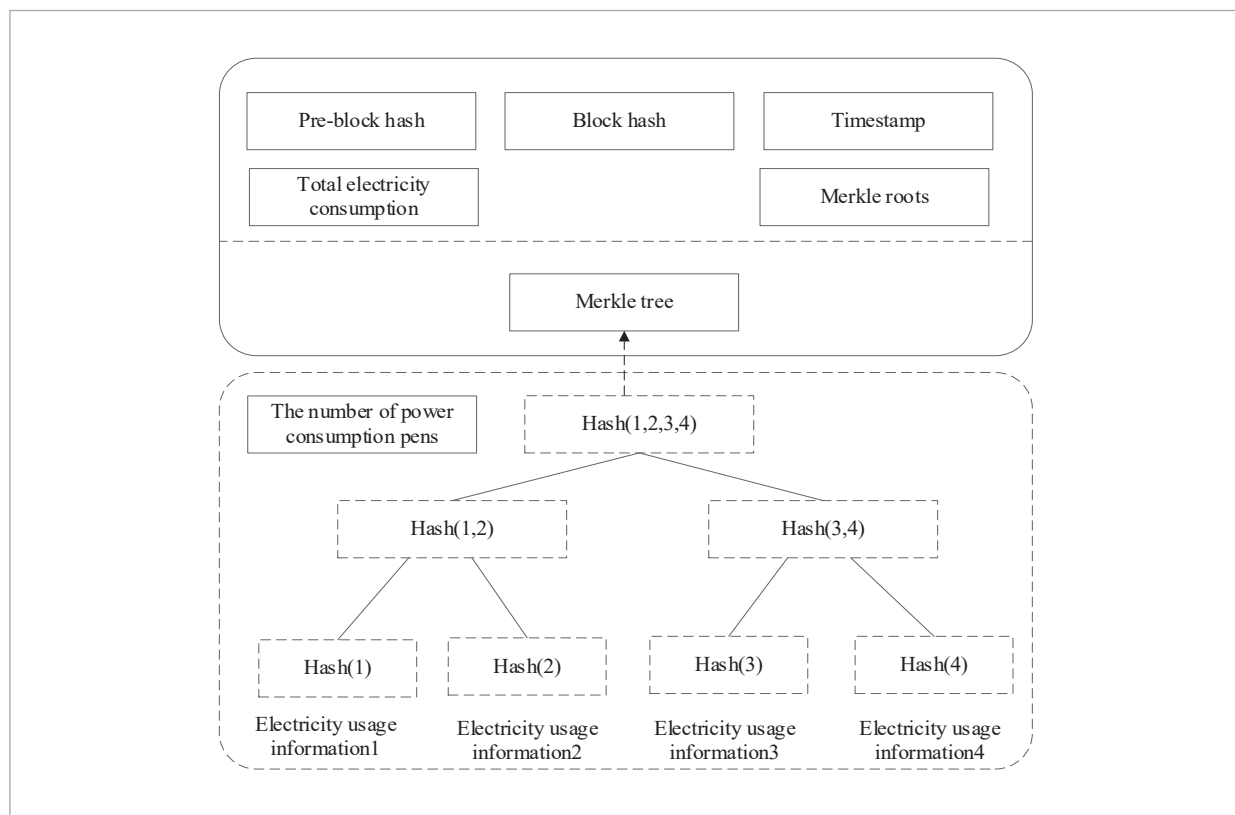 Pre-block hash
Block hash
Timestamp
Total electricity
consumption
Merkle roots
Merkle tree
The number of power
consumption pens
Hash(1,2,3,4)
Hash(1,2)
Hash(3,4)
Hash(1)
Hash(2)
Hash(3)
Hash(4)
Electricity usage
information1
Electricity usage
information2
Electricity usage
information3
Electricity usage
information4